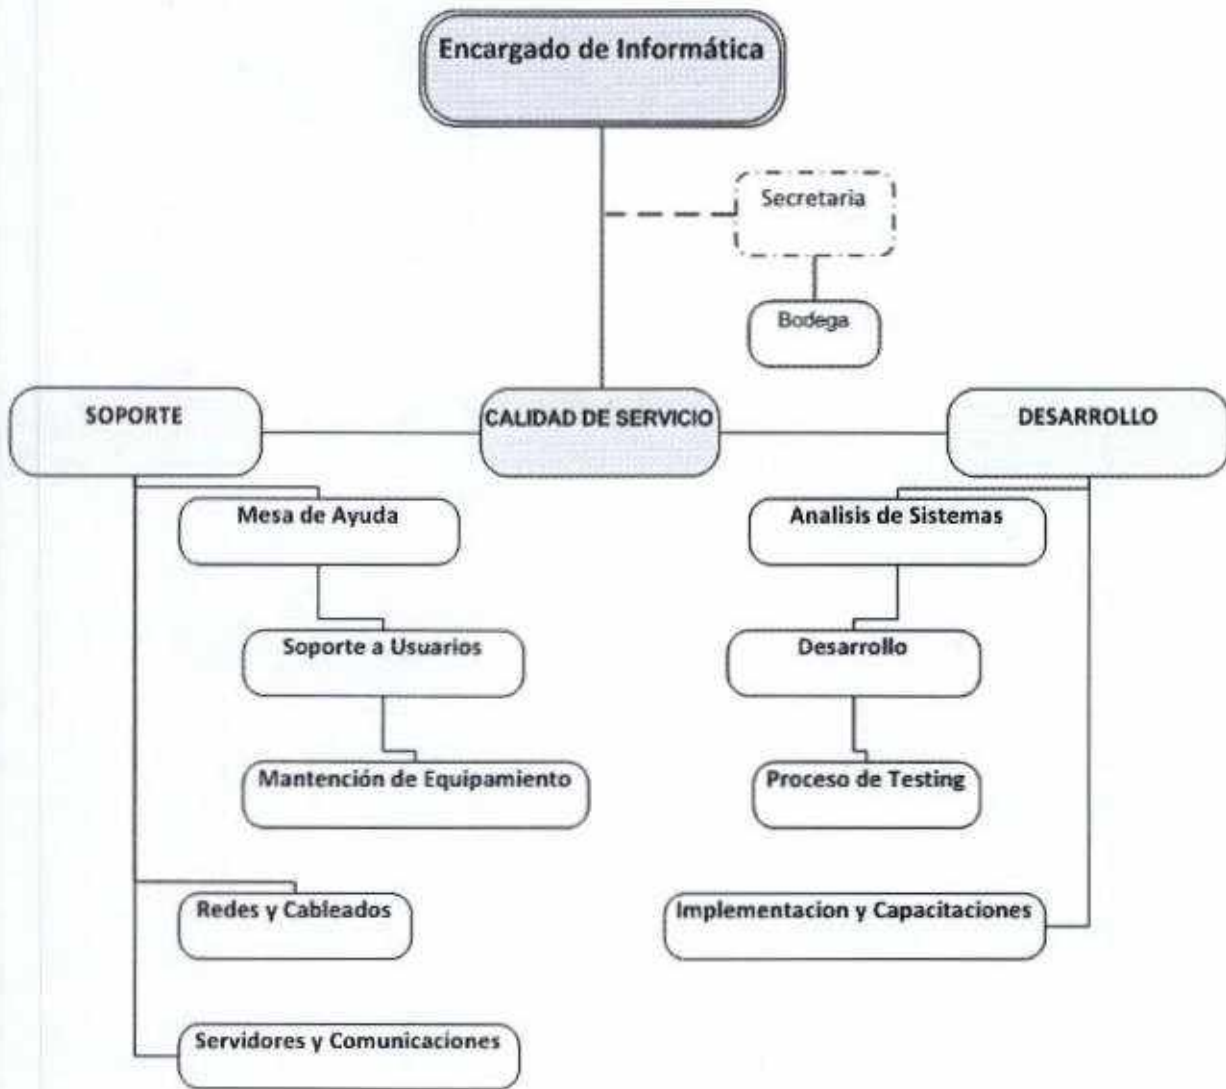 Encargado de Informática
Secretaria
Bodega
SOPORTE
CALIDAD DE SERVICIO
DESARROLLO
Mesa de Ayuda
Analisis de Sistemas
Soporte a Usuarios
Desarrollo
Mantención de Equipamiento
Proceso de Testing
Redes y Cableados
Implementacion y Capacitaciones
Servidores y Comunicaciones